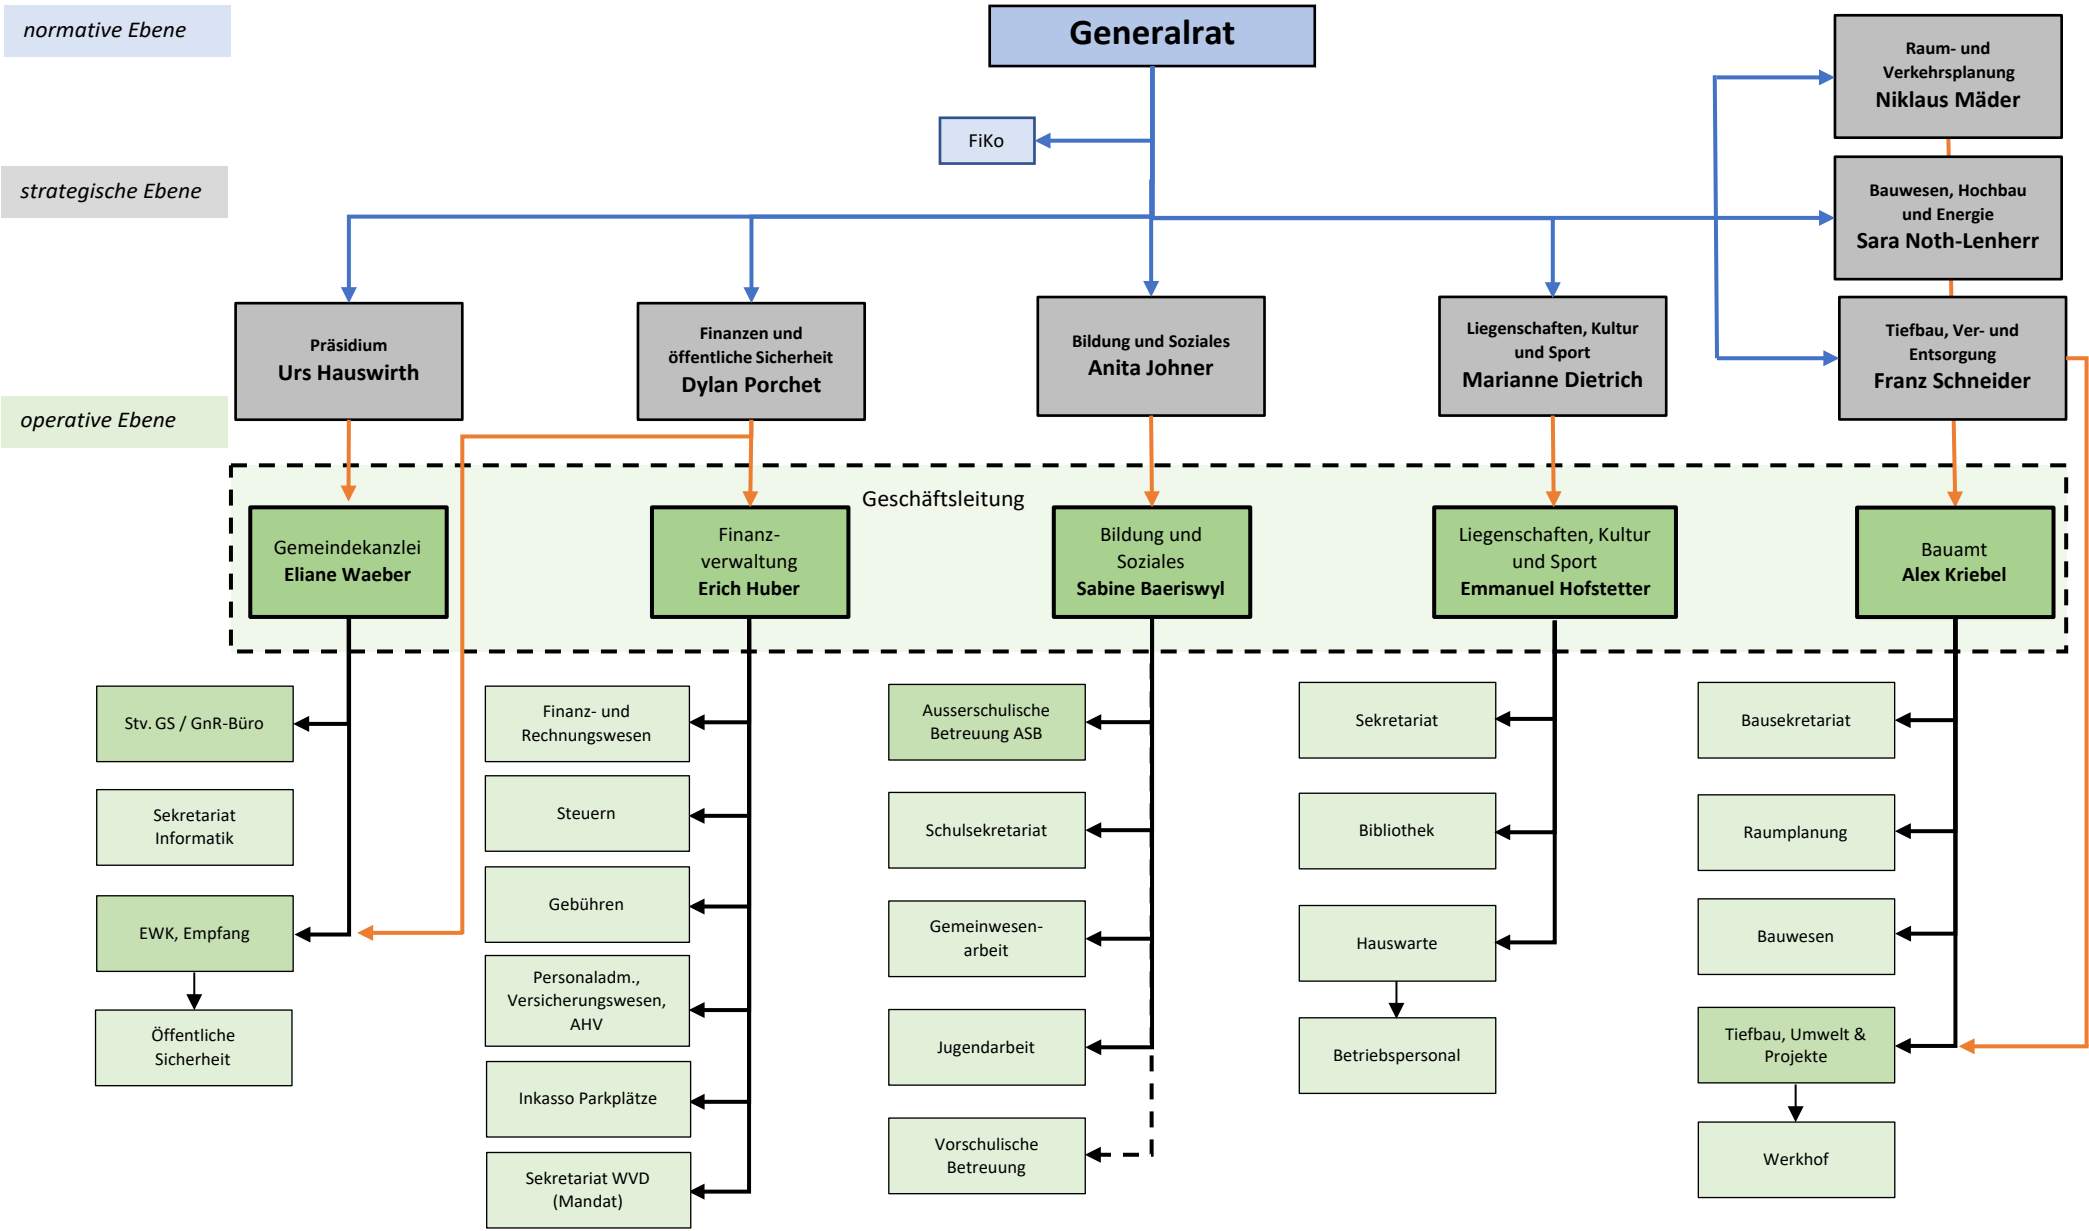 normative Ebene
Generalrat
Raum- und
Verkehrsplanung
Niklaus Mäder
FiKo
strategische Ebene
Bauwesen, Hochbau
und Energie
Sara Noth-Lenherr
Präsidium
Urs Hauswirth
Finanzen und
öffentliche Sicherheit
Dylan Porchet
Bildung und Soziales
Anita Johner
Liegenschaften, Kultur
und Sport
Marianne Dietrich
Tiefbau, Ver- und
Entsorgung
Franz Schneider
operative Ebene
Geschäftsleitung
Gemeindekanzlei
Eliane Waeber
Finanz-
verwaltung
Erich Huber
Bildung und
Soziales
Sabine Baeriswyl
Liegenschaften, Kultur
und Sport
Emmanuel Hofstetter
Bauamt
Alex Kriebel
Stv. GS / GnR-Büro
Sekretariat
Informatik
EWK, Empfang
Öffentliche
Sicherheit
Finanz- und
Rechnungswesen
Steuern
Gebühren
Personaladm.,
Versicherungswesen,
AHV
Inkasso Parkplätze
Sekretariat WVD
(Mandat)
Ausserschulische
Betreuung ASB
Schulsekretariat
Gemeinwesen-
arbeit
Jugendarbeit
Vorschulische
Betreuung
Sekretariat
Bibliothek
Hauswarte
Betriebspersonal
Bausekretariat
Raumplanung
Bauwesen
Tiefbau, Umwelt &
Projekte
Werkhof